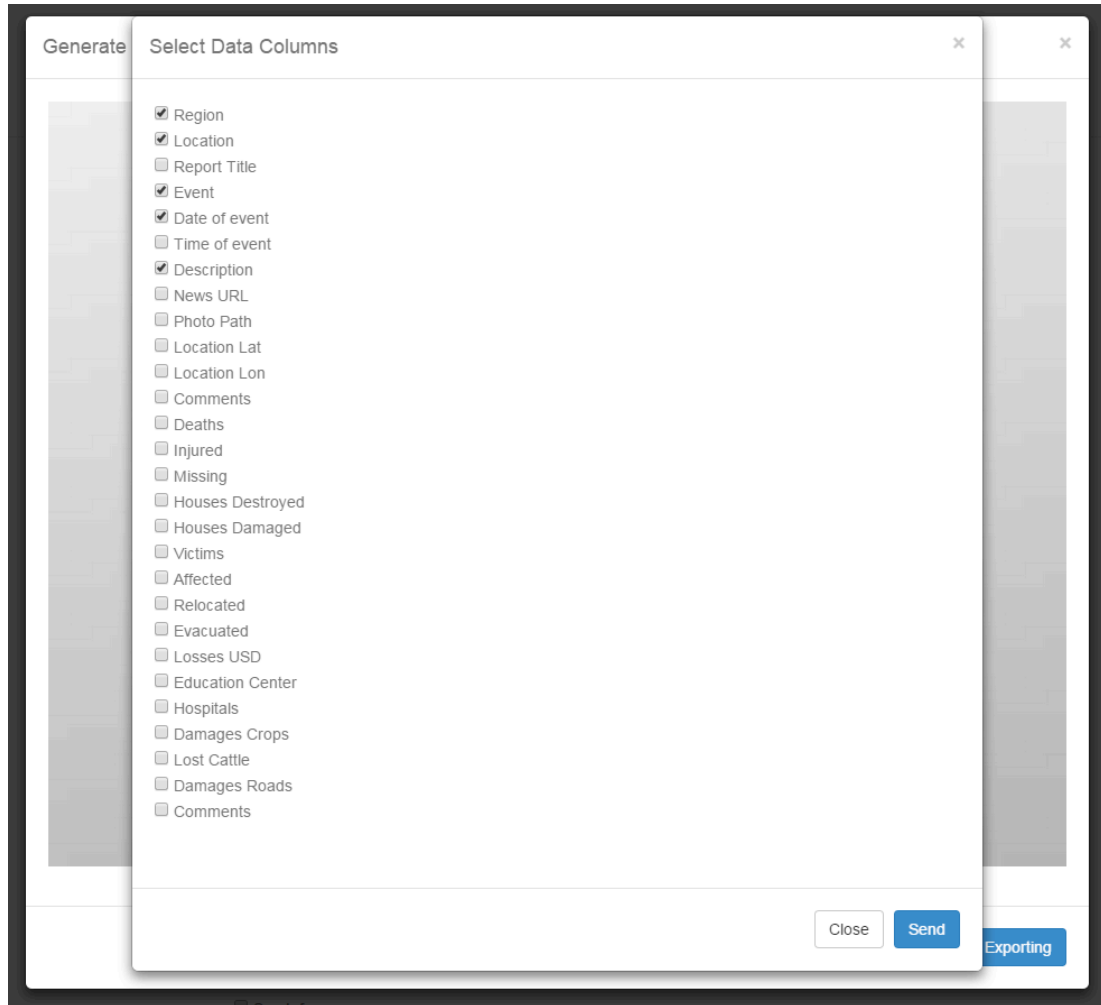 Generate
Select Data Columns
×
×
Region
Location
Report Title
Event
Date of event
Time of event
Description
News URL
Photo Path
Location Lat
Location Lon
Comments
Deaths
Injured
Missing
Houses Destroyed
Houses Damaged
Victims
Affected
Relocated
Evacuated
Losses USD
Education Center
Hospitals
Damages Crops
Lost Cattle
Damages Roads
Comments
Close
Send
Exporting